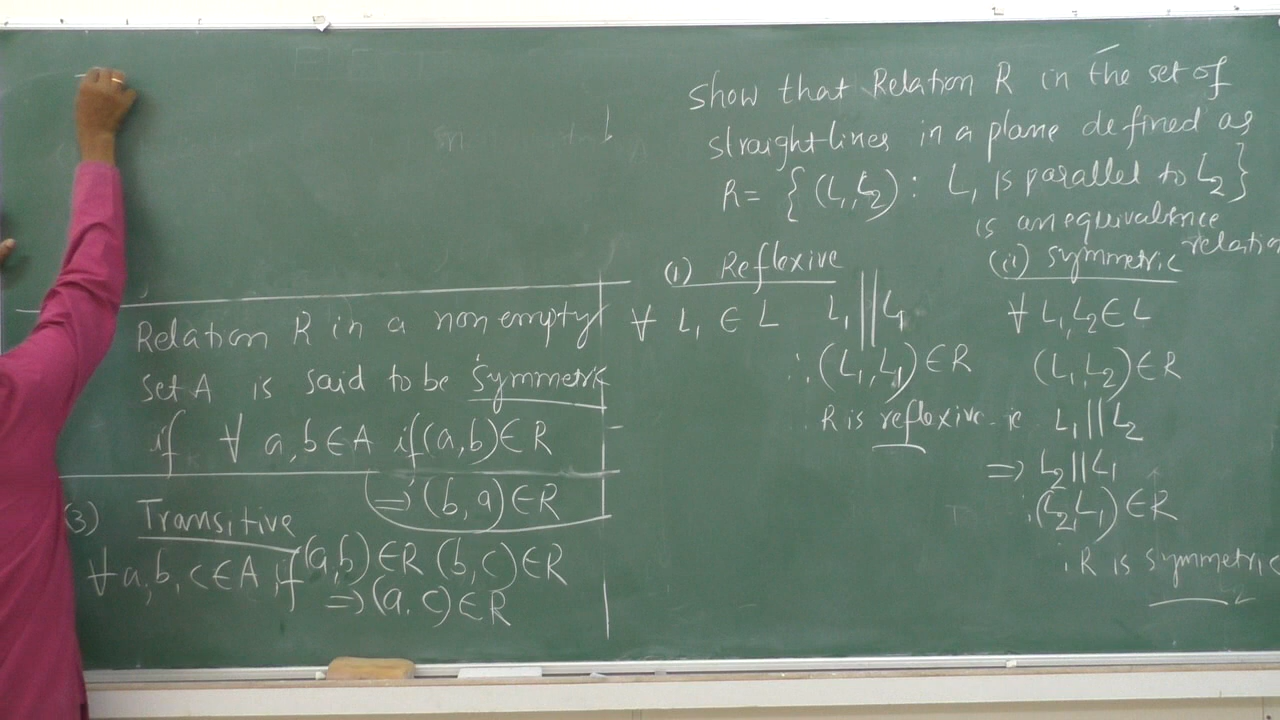 Show that Relation R in the set of
straight lines in a plane defined as
R = { (L₁, L₂) : L₁ is parallel to L₂ }
is an equivalence
relation
(i) Reflexive
∀ L₁ ∈ L L₁ || L₁
∴ (L₁, L₁) ∈ R
R is reflexive.
(ii) symmetric
∀ L₁, L₂ ∈ L
(L₁, L₂) ∈ R
ie L₁ || L₂
⇒ L₂ || L₁
∴ (L₂, L₁) ∈ R
∴ R is symmetric
Relation R in a non empty
set A is said to be symmetric
if ∀ a, b ∈ A if (a, b) ∈ R
⇒ (b, a) ∈ R
(3) Transitive
∀ a, b, c ∈ A if (a, b) ∈ R (b, c) ∈ R
⇒ (a, c) ∈ R